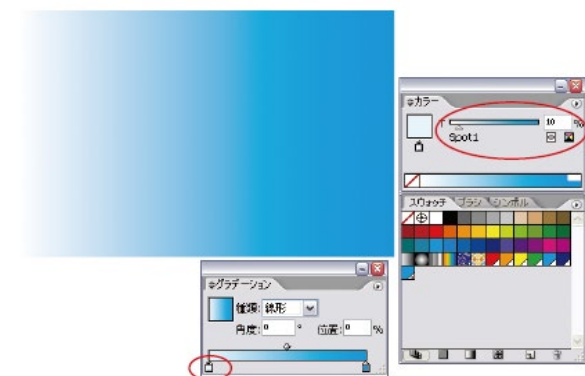 カラー
T 10 %
Spot1
スウォッチ ブラシ シンボル
グラデーション
種類: 線形
角度: 0 ° 位置: 0 %